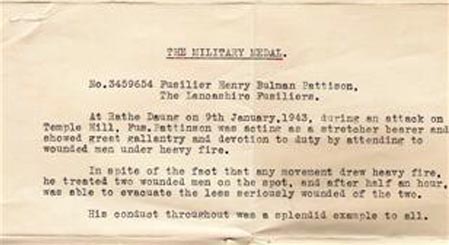 THE MILITARY MEDAL.
No.3459654 Fusilier Henry Bulman Pattison,
The Lancashire Fusiliers.
At Rathe Daung on 9th January,1943, during an attack on
Temple Hill, Fus.Pattinson was acting as a stretcher bearer and
showed great gallantry and devotion to duty by attending to
wounded men under heavy fire.
In spite of the fact that any movement drew heavy fire,
he treated two wounded men on the spot, and after half an hour,
was able to evacuate the less seriously wounded of the two.
His conduct throughout was a splendid example to all.